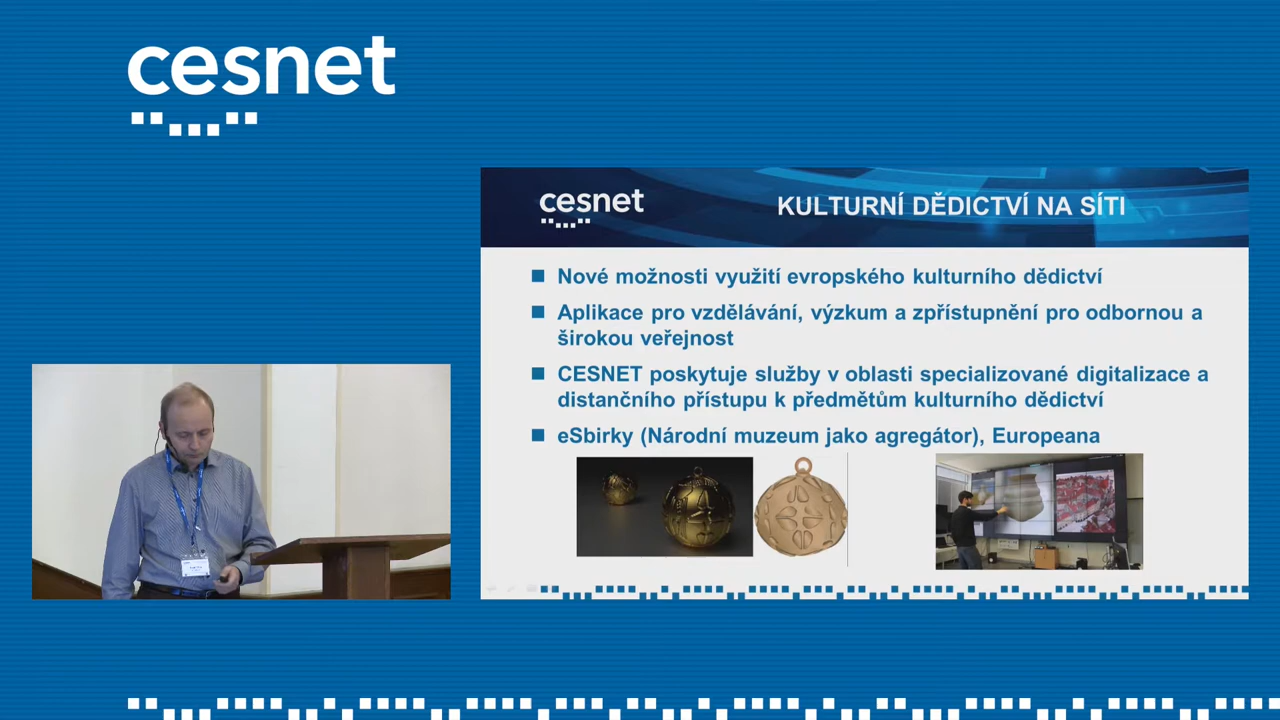 cesnet
cesnet
KULTURNÍ DĚDICTVÍ NA SÍTI
Nové možnosti využití evropského kulturního dědictví
Aplikace pro vzdělávání, výzkum a zpřístupnění pro odbornou a
širokou veřejnost
CESNET poskytuje služby v oblasti specializované digitalizace a
distančního přístupu k předmětům kulturního dědictví
eSbirky (Národní muzeum jako agregátor), Europeana